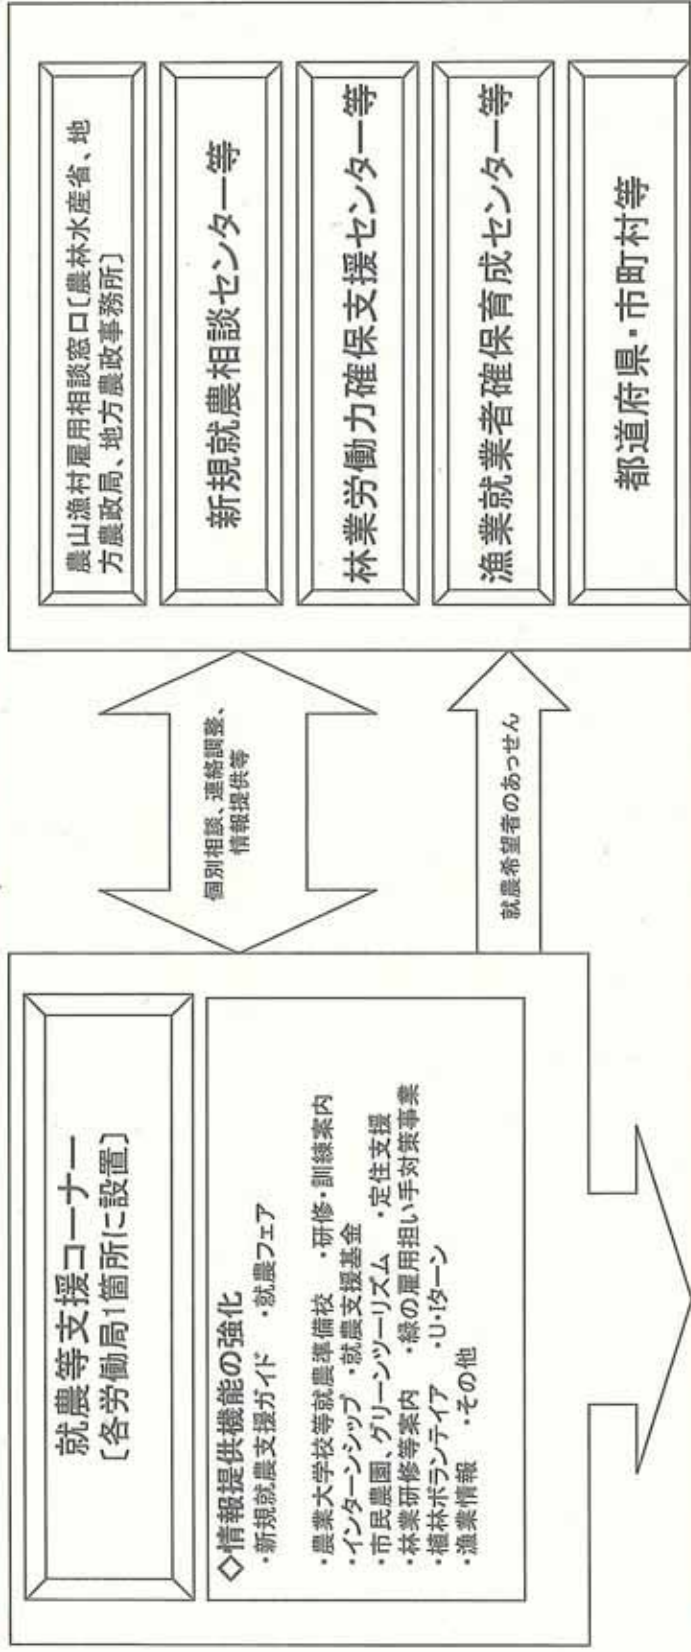 就農等支援コーナー
〔各労働局1箇所に設置〕
◇情報提供機能の強化
・新規就農支援ガイド ・就農フェア
・農業大学校等就農準備校 ・研修・訓練案内
・インターンシップ ・就農支援基金
・市民農園、グリーンツーリズム ・定住支援
・林業研修等案内 ・緑の雇用担い手対策事業
・植林ボランテイア ・U・Iターン
・漁業情報 ・その他
個別相談、連絡調整、
情報提供等
就農希望者のあっせん
農山漁村雇用相談窓口〔農林水産省、地
方農政局、地方農政事務所〕
新規就農相談センター等
林業労働力確保支援センター等
漁業就業者確保育成センター等
都道府県・市町村等